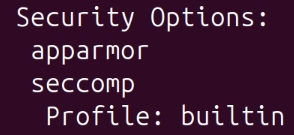 Security Options:
apparmor
seccomp
Profile: builtin